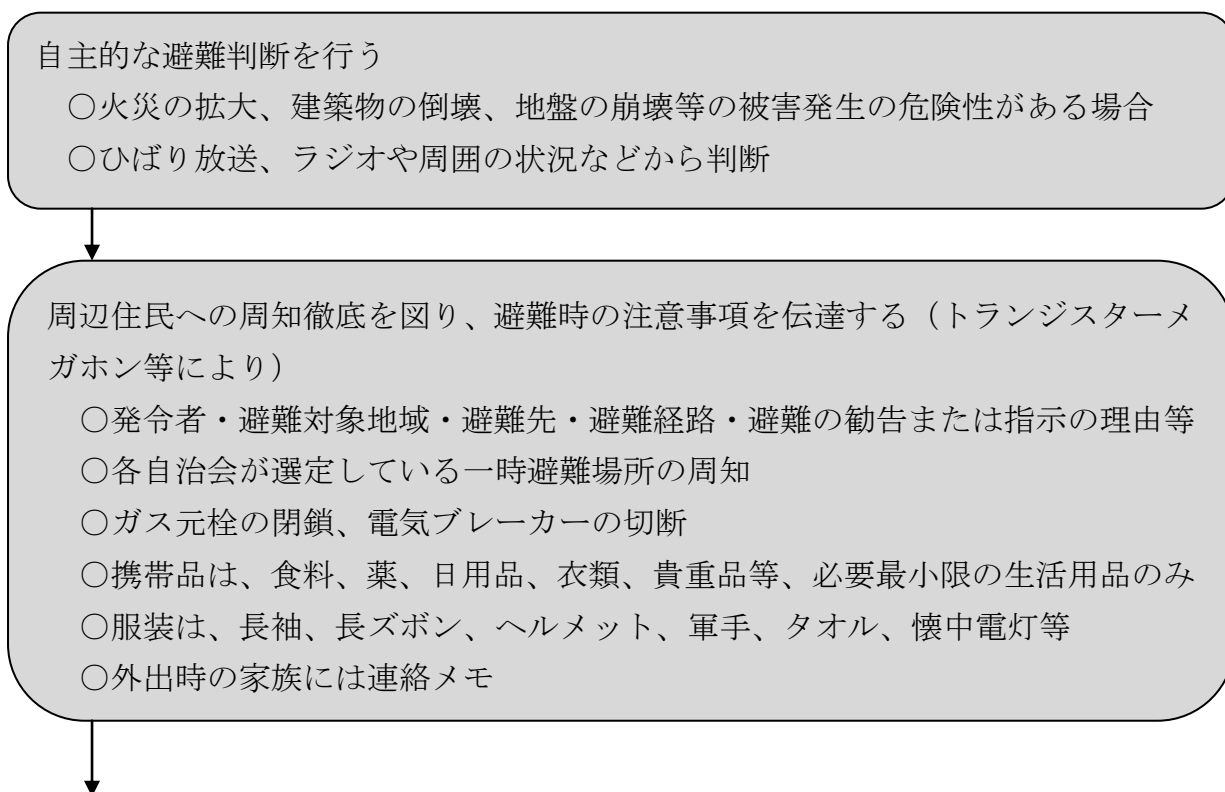 自主的な避難判断を行う
○火災の拡大、建築物の倒壊、地盤の崩壊等の被害発生の危険性がある場合
○ひばり放送、ラジオや周囲の状況などから判断
周辺住民への周知徹底を図り、避難時の注意事項を伝達する（トランジスターメ
ガホン等により）
○発令者・避難対象地域・避難先・避難経路・避難の勧告または指示の理由等
○各自治会が選定している一時避難場所の周知
○ガス元栓の閉鎖、電気ブレーカーの切断
○携帯品は、食料、薬、日用品、衣類、貴重品等、必要最小限の生活用品のみ
○服装は、長袖、長ズボン、ヘルメット、軍手、タオル、懐中電灯等
○外出時の家族には連絡メモ